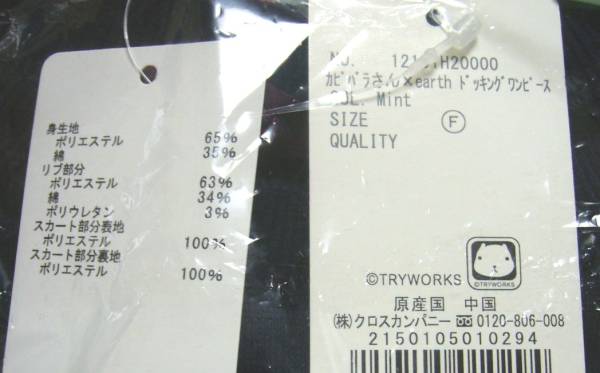 身生地
ポリエステル 65%
綿 35%
リブ部分
ポリエステル 63%
綿 34%
ポリウレタン 3%
スカート部分表地
ポリエステル 100%
スカート部分裏地
ポリエステル 100%
NO.
カピバラさん×earth ドッキングワンピース
COL. Mint
SIZE F
QUALITY
©TRYWORKS
©TRYWORKS
原産国 中国
(株)クロスカンパニー 0120-806-008
2150105010294